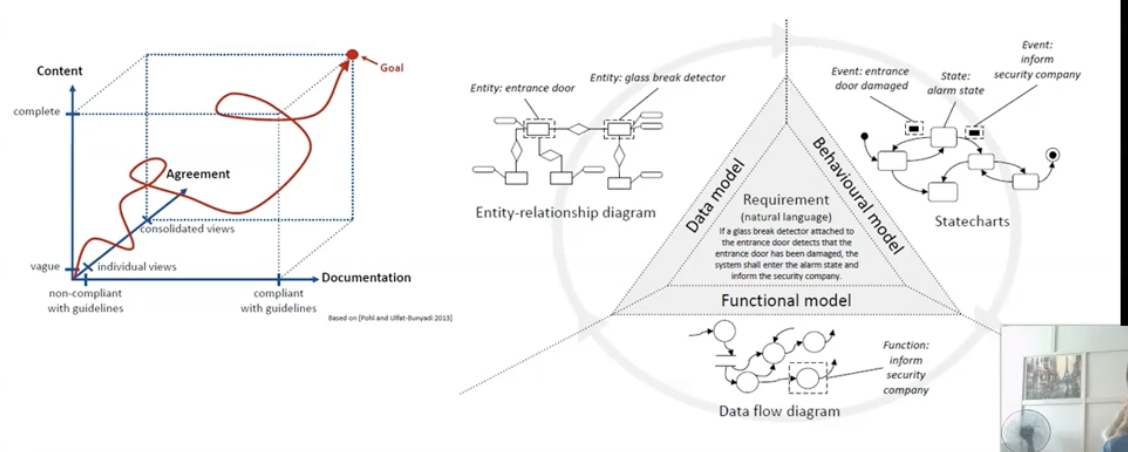 Content
complete
vague
Goal
Agreement
consolidated views
individual views
Documentation
non-compliant
with guidelines
compliant
with guidelines
Based on [Pohl and Ulfat-Bunyadi 2013]
Entity: entrance door
Entity: glass break detector
Entity-relationship diagram
Data model
Behavioural model
Functional model
Requirement
(natural language)
If a glass break detector attached to
the entrance door detects that the
entrance door has been damaged, the
system shall enter the alarm state and
inform the security company.
Event: entrance
door damaged
State:
alarm state
Event:
inform
security company
Statecharts
Function:
inform
security
company
Data flow diagram